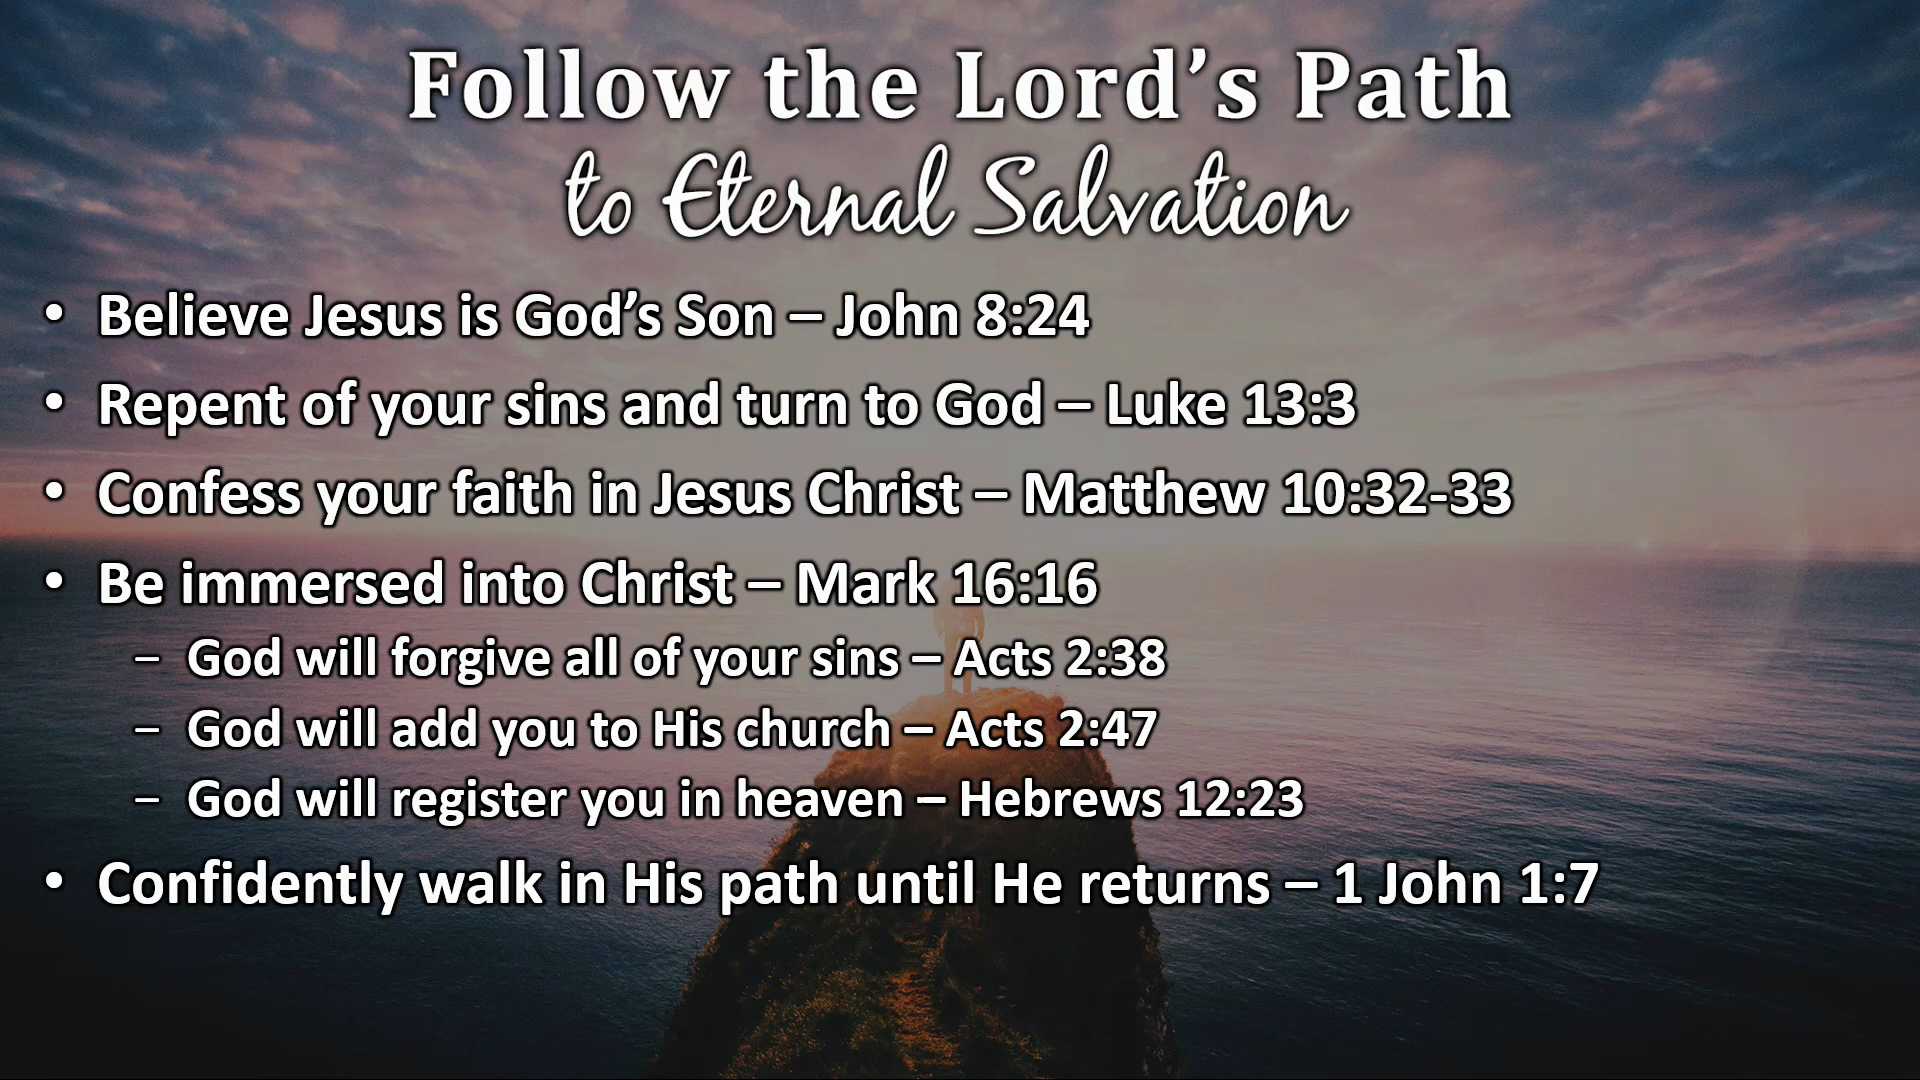 Follow the Lord’s Path
to Eternal Salvation
• Believe Jesus is God’s Son – John 8:24
• Repent of your sins and turn to God – Luke 13:3
• Confess your faith in Jesus Christ – Matthew 10:32-33
• Be immersed into Christ – Mark 16:16
– God will forgive all of your sins – Acts 2:38
– God will add you to His church – Acts 2:47
– God will register you in heaven – Hebrews 12:23
• Confidently walk in His path until He returns – 1 John 1:7